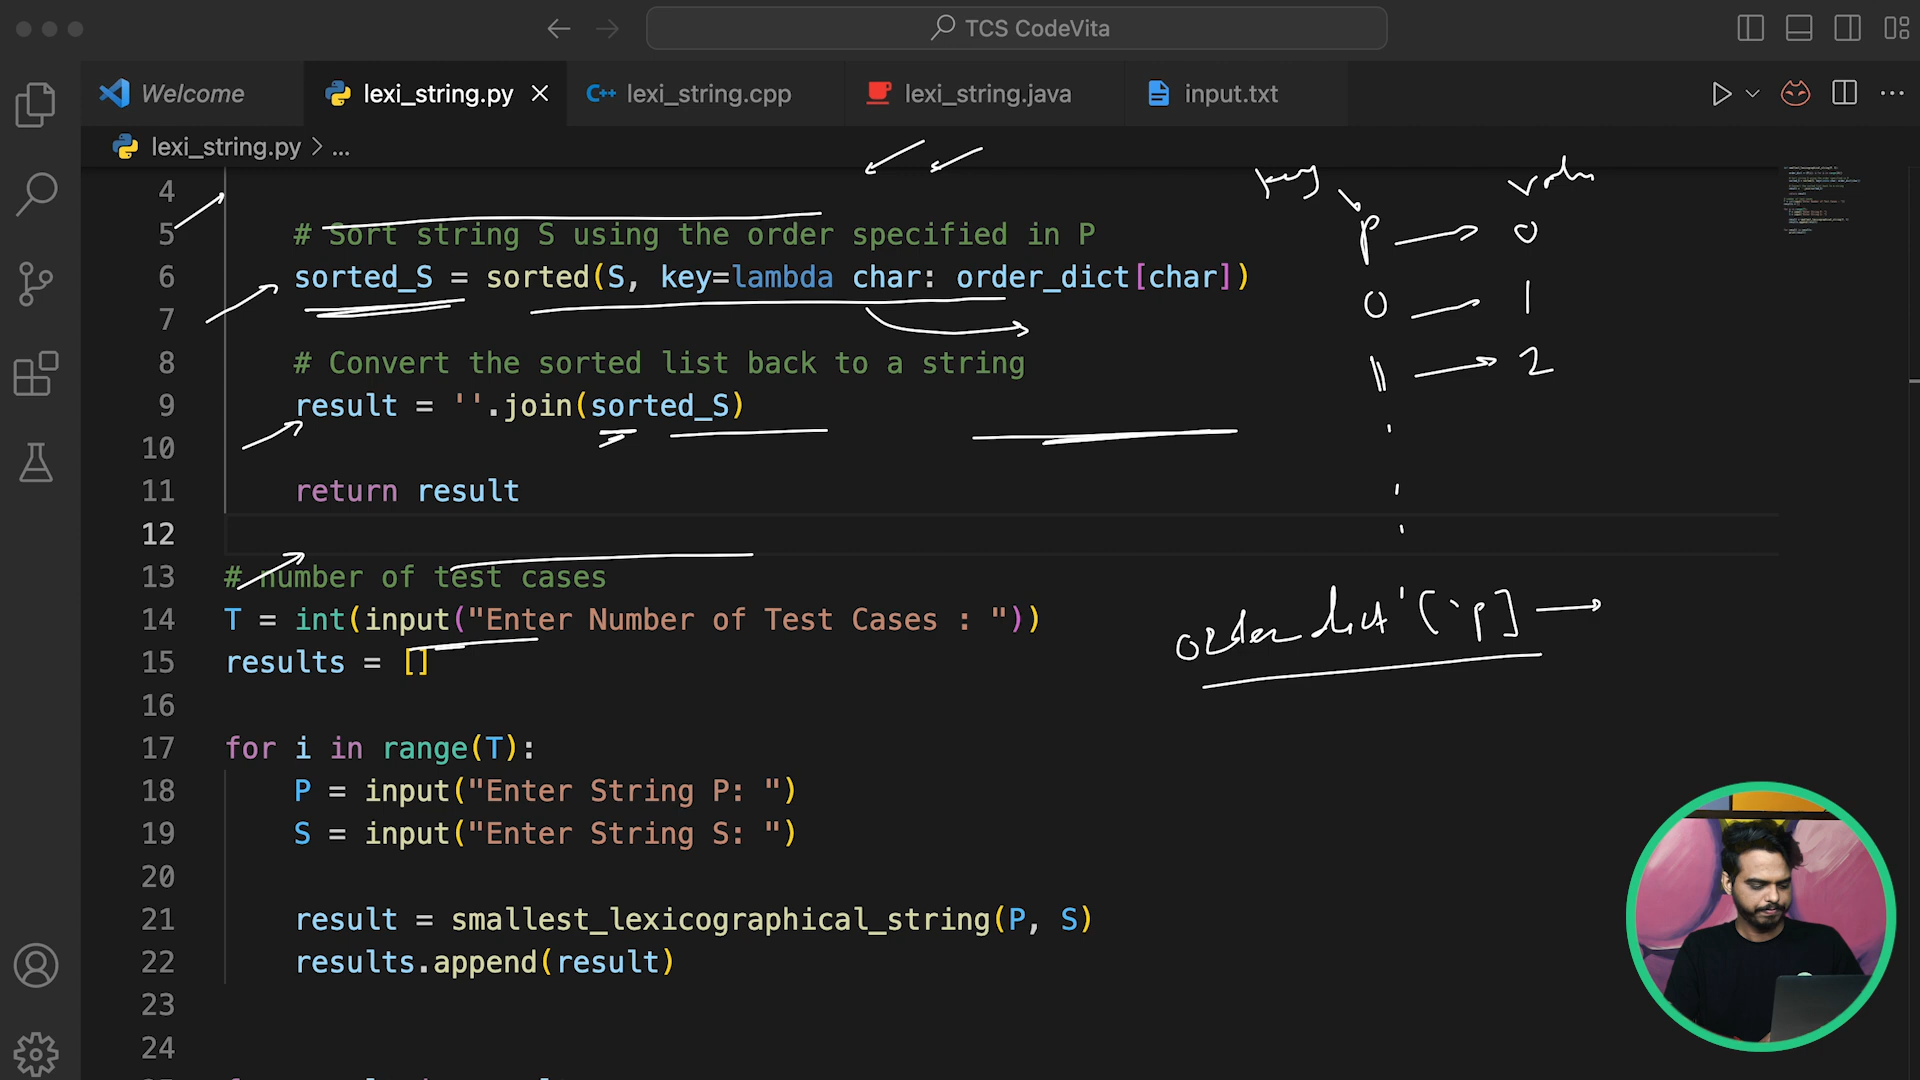 TCS CodeVita
Welcome
lexi_string.py
lexi_string.cpp
lexi_string.java
input.txt
lexi_string.py > ...
key
4
5 # Sort string S using the order specified in P
6 sorted_S = sorted(S, key=lambda char: order_dict[char])
7
8 # Convert the sorted list back to a string
9 result = ''.join(sorted_S)
10
11 return result
12
13 # number of test cases
14 T = int(input("Enter Number of Test Cases : "))
15 results = []
16
17 for i in range(T):
18 P = input("Enter String P: ")
19 S = input("Enter String S: ")
20
21 result = smallest_lexicographical_string(P, S)
22 results.append(result)
23
24
P → 0
0 → 1
→ 2
order dict